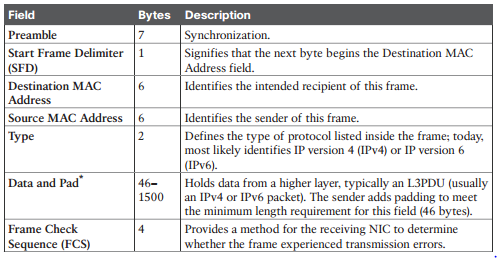 Field Bytes Description
Preamble 7 Synchronization.
Start Frame Delimiter 1 Signifies that the next byte begins the Destination MAC
(SFD) Address field.
Destination MAC 6 Identifies the intended recipient of this frame.
Address
Source MAC Address 6 Identifies the sender of this frame.
Type 2 Defines the type of protocol listed inside the frame; today,
most likely identifies IP version 4 (IPv4) or IP version 6
(IPv6).
Data and Pad* 46– Holds data from a higher layer, typically an L3PDU (usually
1500 an IPv4 or IPv6 packet). The sender adds padding to meet
the minimum length requirement for this field (46 bytes).
Frame Check 4 Provides a method for the receiving NIC to determine
Sequence (FCS) whether the frame experienced transmission errors.